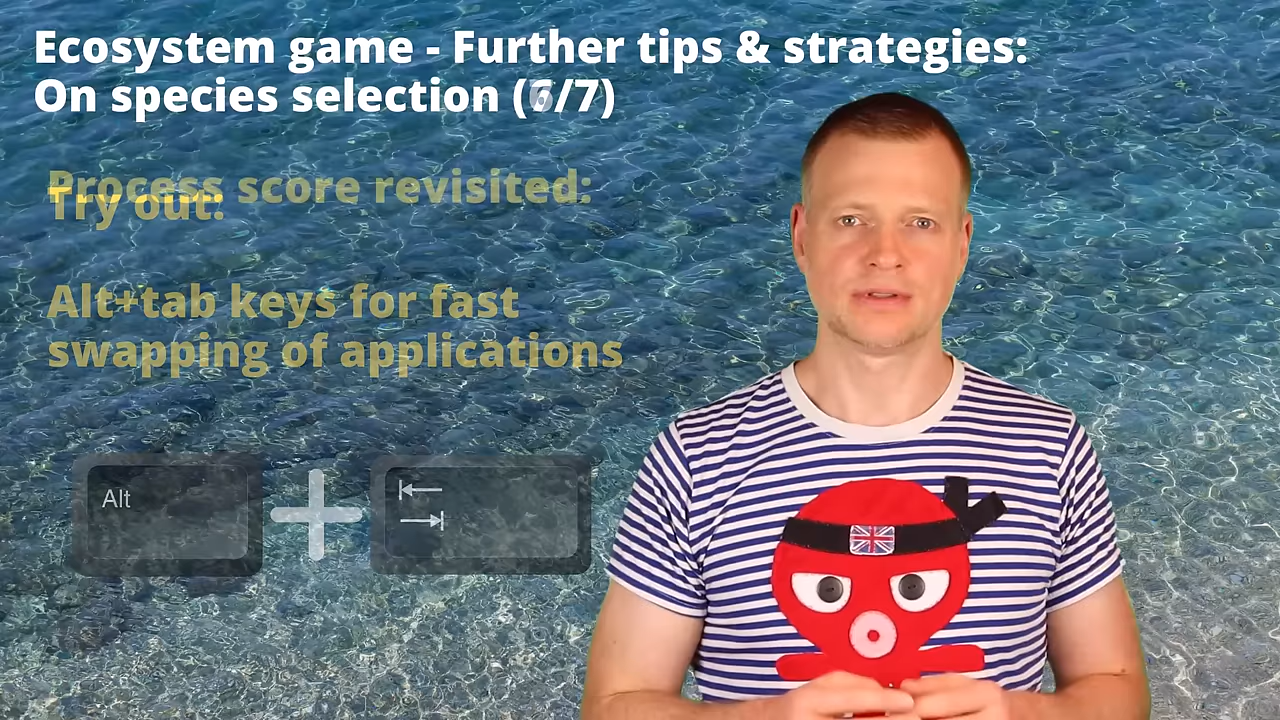 Ecosystem game - Further tips & strategies:
On species selection (6/7)
Process score revisited:
Try out:
Alt+tab keys for fast
swapping of applications
Alt